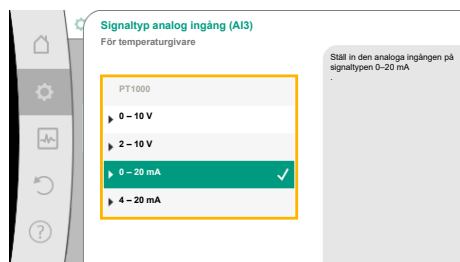 Signaltyp analog ingång (AI3)
För temperaturgivare
PT1000
0 – 10 V
2 – 10 V
0 – 20 mA
4 – 20 mA
Ställ in den analoga ingången på
signaltypen 0–20 mA
.
?